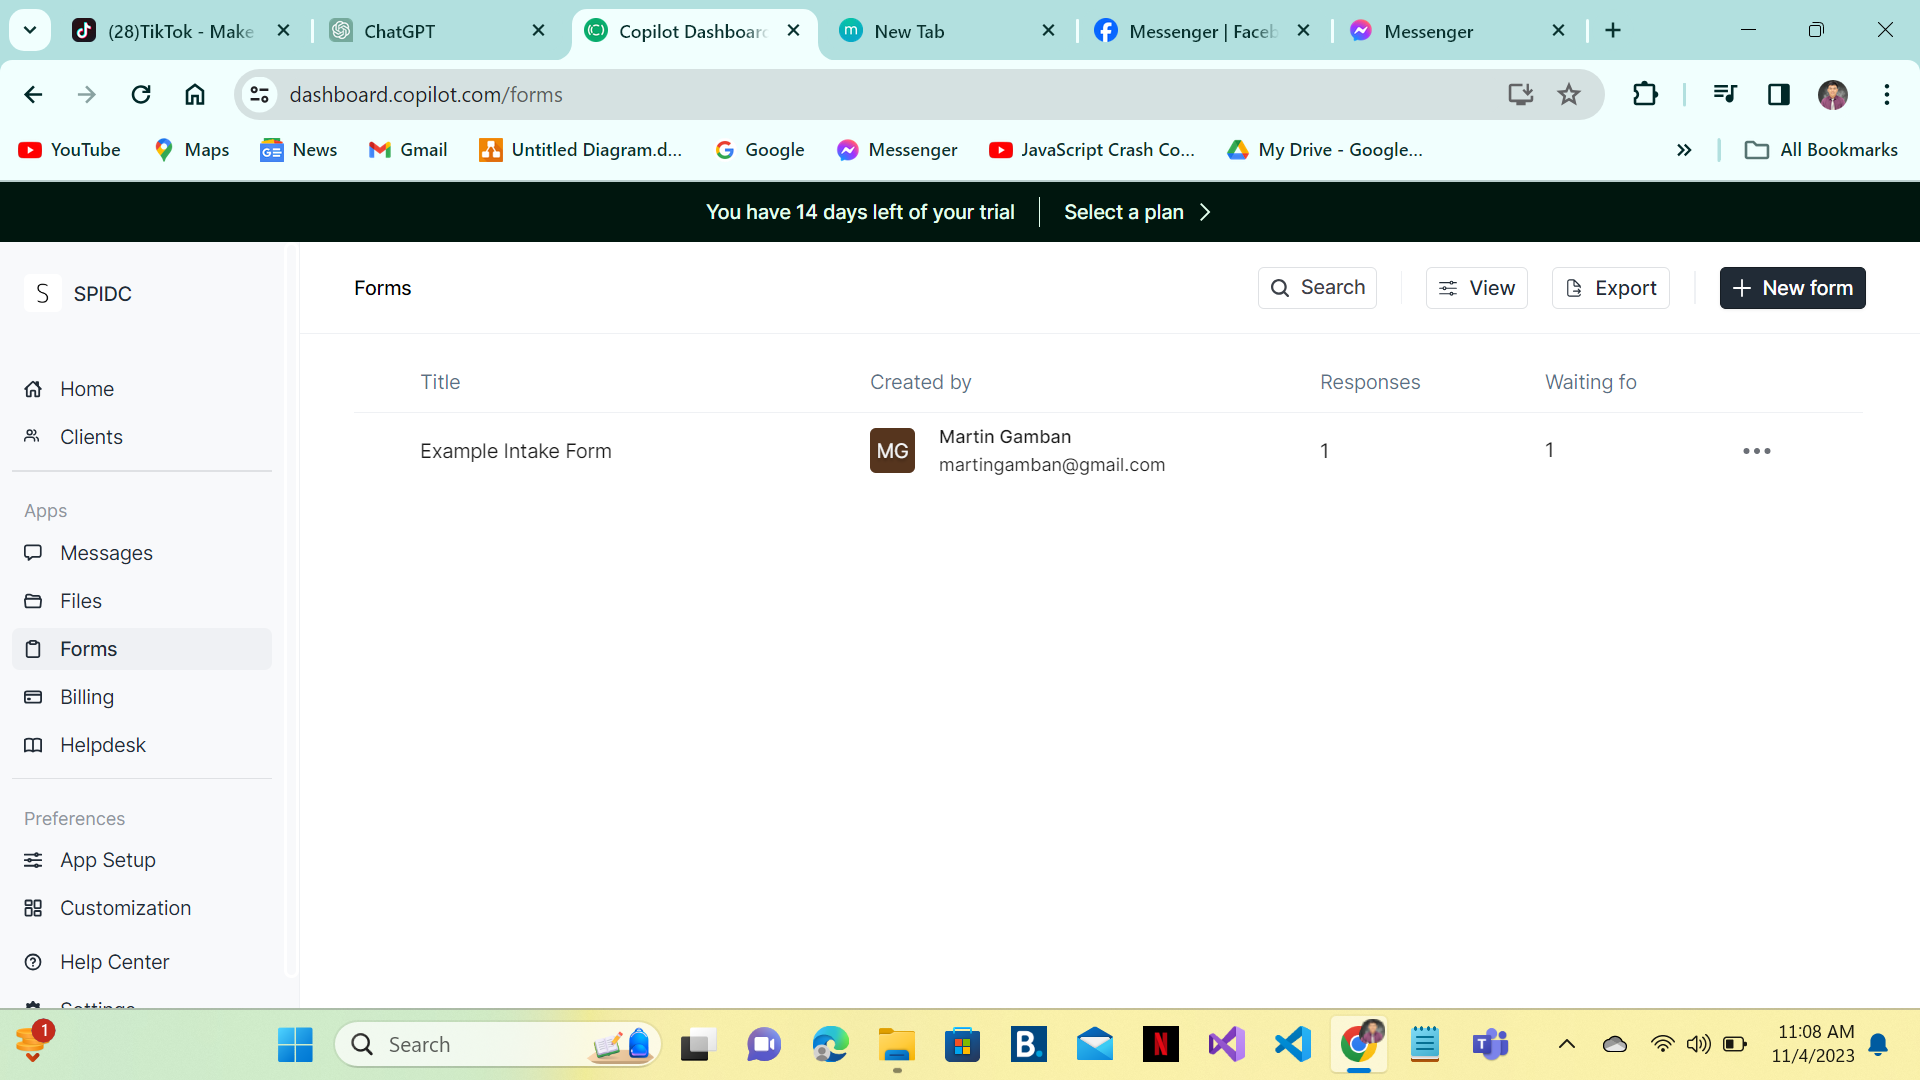 (28)TikTok - Make
ChatGPT
Copilot Dashboard
New Tab
Messenger | Faceb
Messenger
dashboard.copilot.com/forms
YouTube
Maps
News
Gmail
Untitled Diagram.d...
Google
Messenger
JavaScript Crash Co...
My Drive - Google...
All Bookmarks
You have 14 days left of your trial
Select a plan
S
SPIDC
Forms
Search
View
Export
New form
Home
Clients
Apps
Messages
Files
Forms
Billing
Helpdesk
Preferences
App Setup
Customization
Help Center
Settings
Title
Created by
Responses
Waiting fo
Example Intake Form
MG
Martin Gamban
martingamban@gmail.com
1
1
1
Search
B.
N
T
11:08 AM
11/4/2023